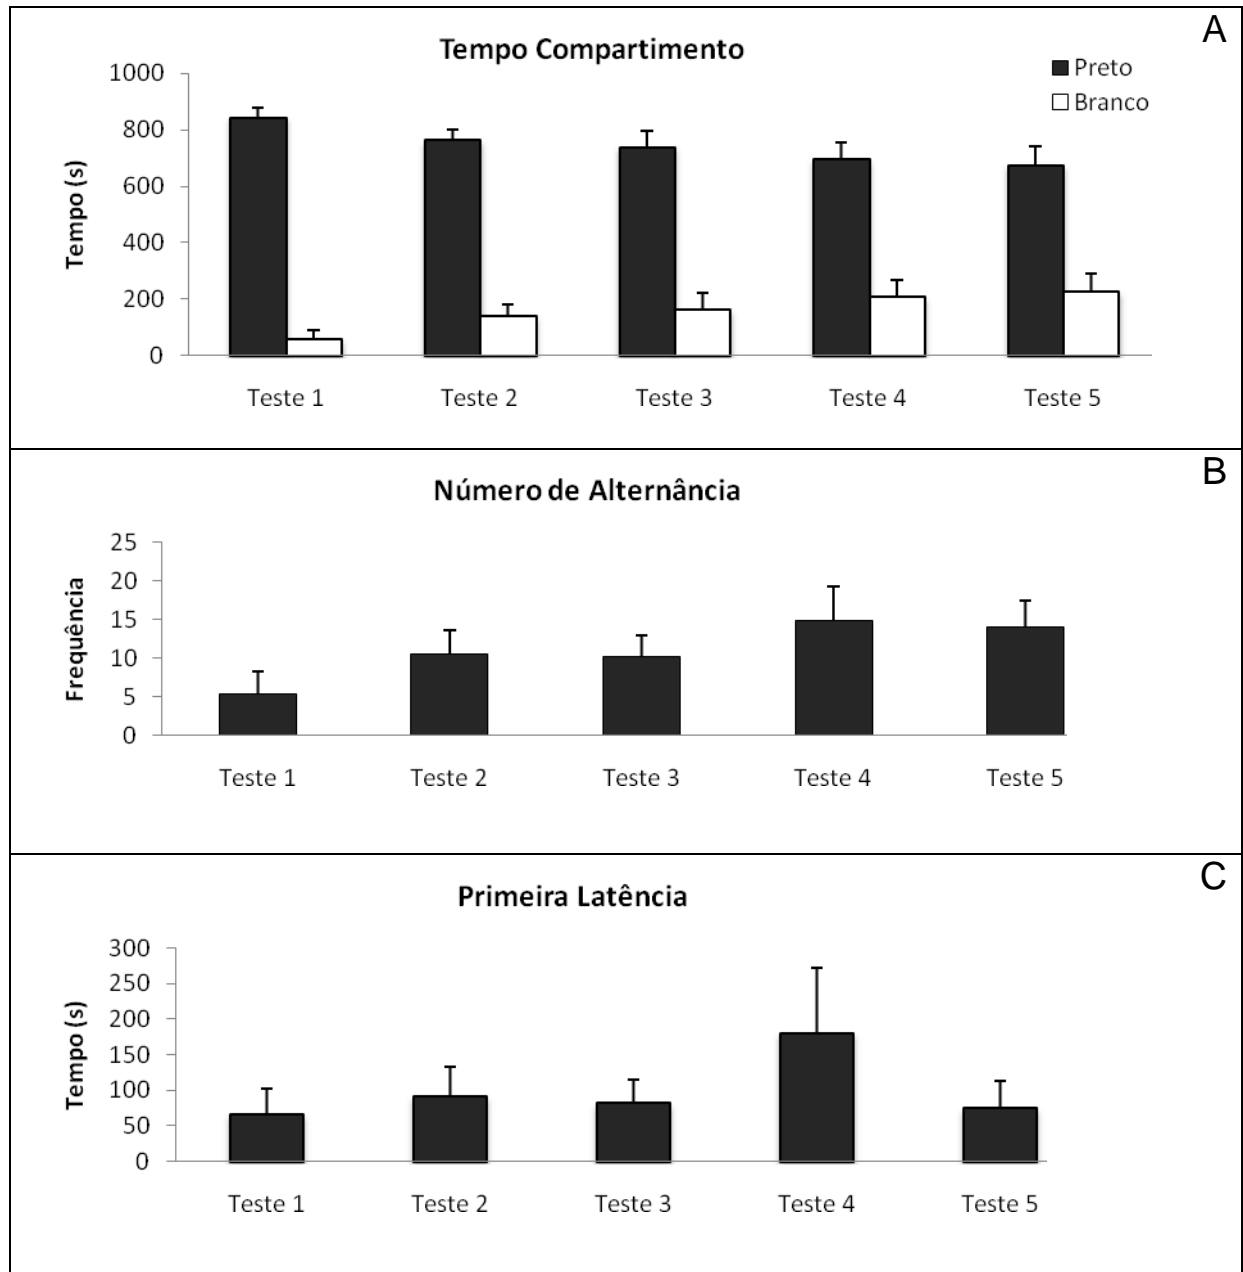 A
Tempo Compartimento
Preto
Branco
Tempo (s)
1000
800
600
400
200
0
Teste 1 Teste 2 Teste 3 Teste 4 Teste 5
B
Número de Alternância
Frequência
25
20
15
10
5
0
Teste 1 Teste 2 Teste 3 Teste 4 Teste 5
C
Primeira Latência
Tempo (s)
300
250
200
150
100
50
0
Teste 1 Teste 2 Teste 3 Teste 4 Teste 5